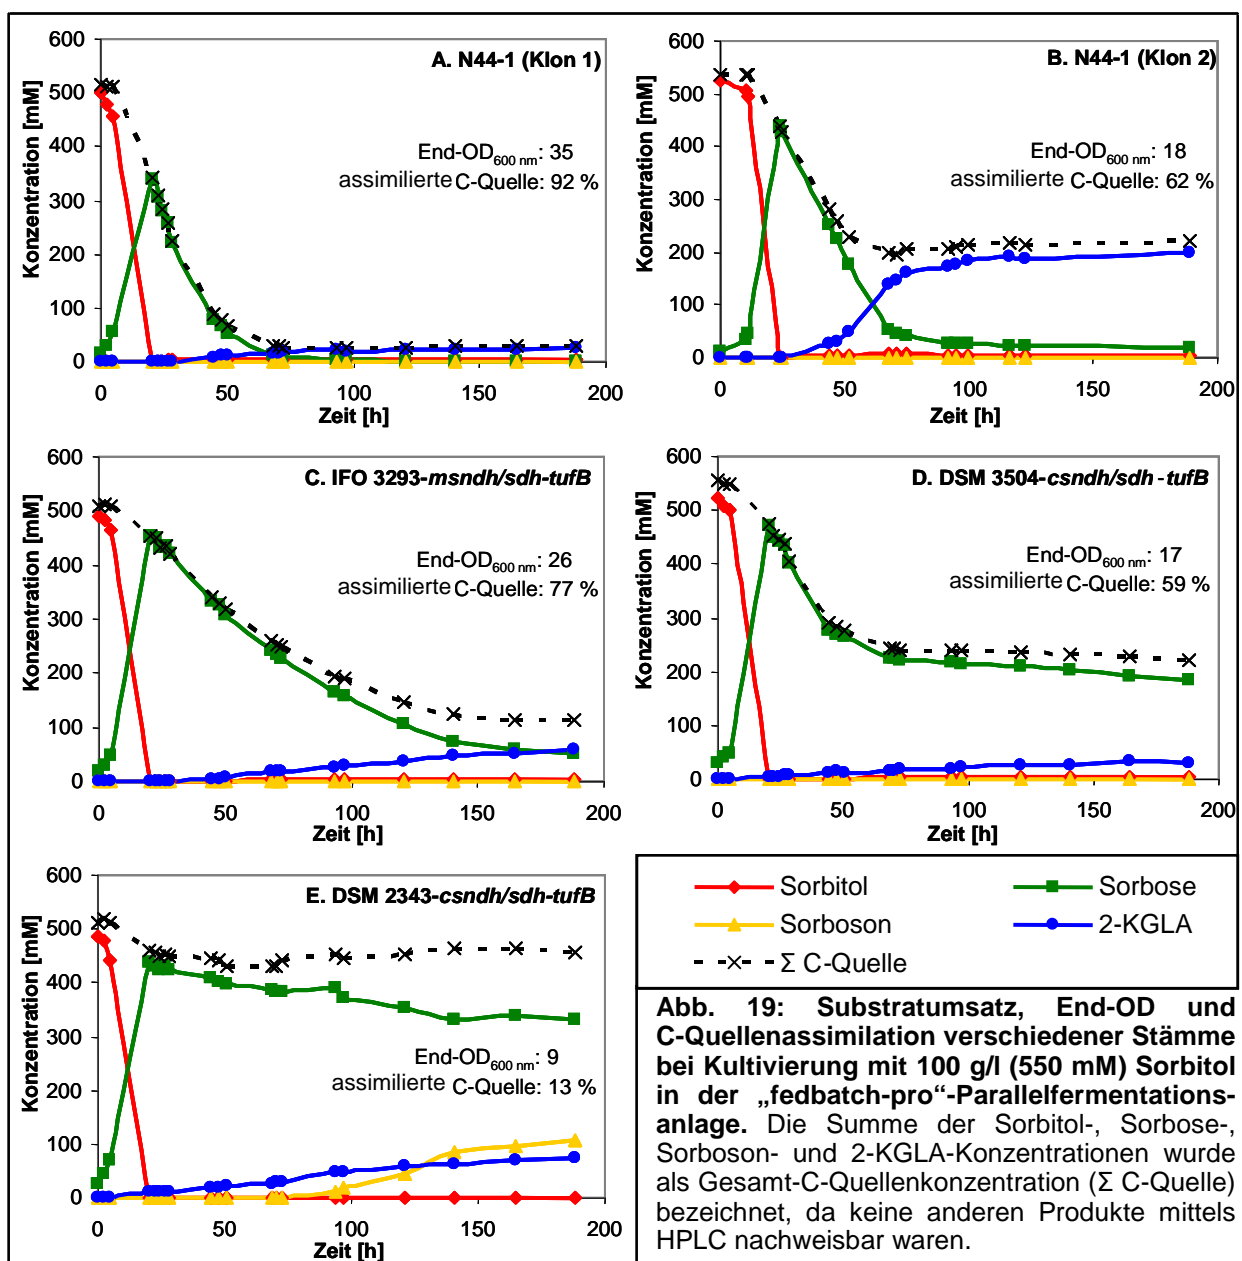 A. N44-1 (Klon 1)
Konzentration [mM]
600
500
400
300
200
100
0
End-OD600 nm: 35
assimilierte C-Quelle: 92 %
0
50
100
150
200
Zeit [h]
B. N44-1 (Klon 2)
Konzentration [mM]
600
500
400
300
200
100
0
End-OD600 nm: 18
assimilierte C-Quelle: 62 %
0
50
100
150
200
Zeit [h]
C. IFO 3293-msndh/sdh-tufB
Konzentration [mM]
600
500
400
300
200
100
0
End-OD600 nm: 26
assimilierte C-Quelle: 77 %
0
50
100
150
200
Zeit [h]
D. DSM 3504-csndh/sdh-tufB
Konzentration [mM]
600
500
400
300
200
100
0
End-OD600 nm: 17
assimilierte C-Quelle: 59 %
0
50
100
150
200
Zeit [h]
E. DSM 2343-csndh/sdh-tufB
Konzentration [mM]
600
500
400
300
200
100
0
End-OD600 nm: 9
assimilierte C-Quelle: 13 %
0
50
100
150
200
Zeit [h]
Sorbitol
Sorbose
Sorboson
2-KGLA
Σ C-Quelle
Abb. 19: Substratumsatz, End-OD und
C-Quellenassimilation verschiedener Stämme
bei Kultivierung mit 100 g/l (550 mM) Sorbitol
in der „fedbatch-pro“-Parallelfermentations-
anlage. Die Summe der Sorbitol-, Sorbose-,
Sorboson- und 2-KGLA-Konzentrationen wurde
als Gesamt-C-Quellenkonzentration (Σ C-Quelle)
bezeichnet, da keine anderen Produkte mittels
HPLC nachweisbar waren.